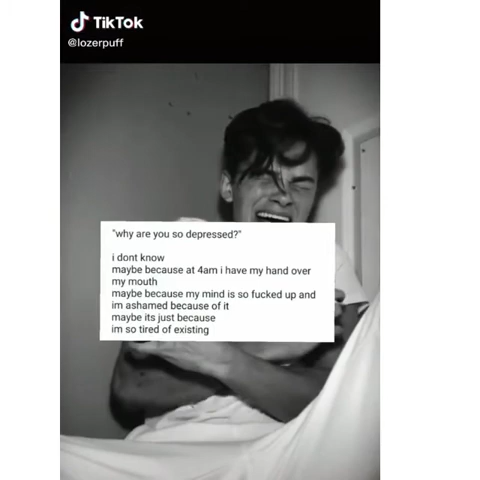 TikTok
@lozerpuff
"why are you so depressed?"
i dont know
maybe because at 4am i have my hand over
my mouth
maybe because my mind is so fucked up and
im ashamed because of it
maybe its just because
im so tired of existing